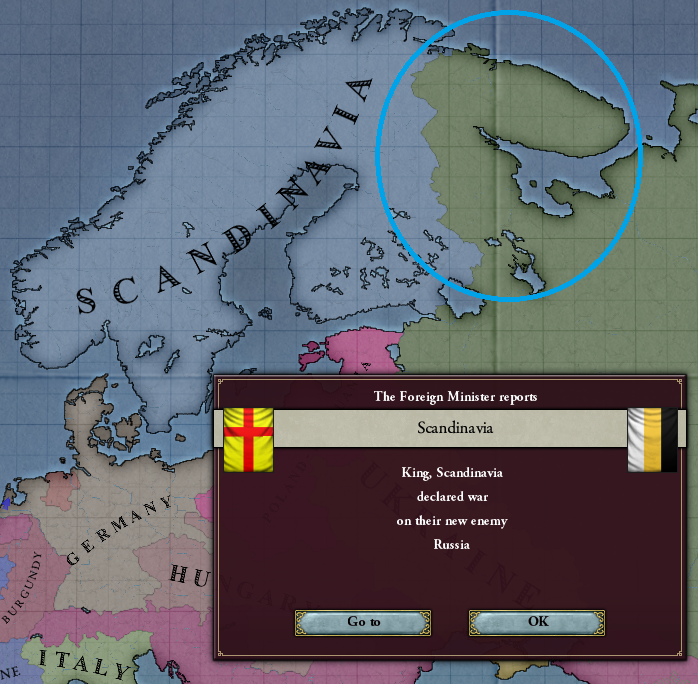 SCANDINAVIA
The Foreign Minister reports
Scandinavia
King, Scandinavia
declared war
on their new enemy
Russia
Go to
OK
GERMANY
BURGUNDY
ITALY
UKRAINE
POLAND